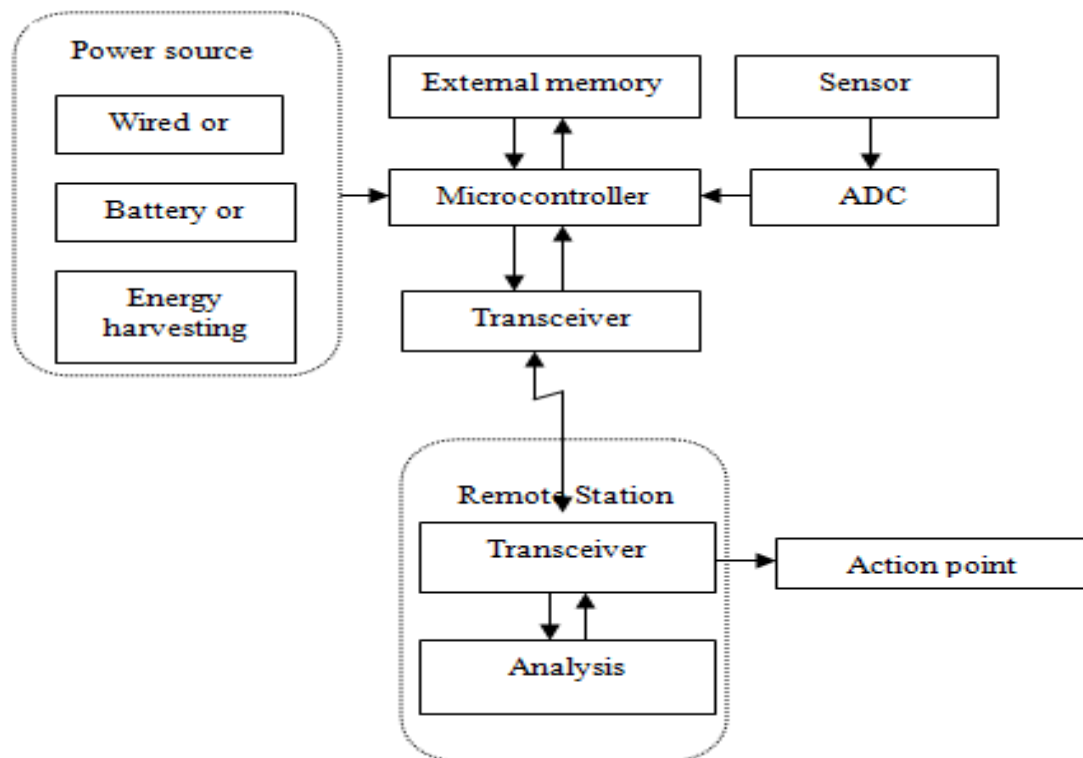 Power source
Wired or
Battery or
Energy
harvesting
External memory
Sensor
Microcontroller
ADC
Transceiver
Remote Station
Transceiver
Action point
Analysis